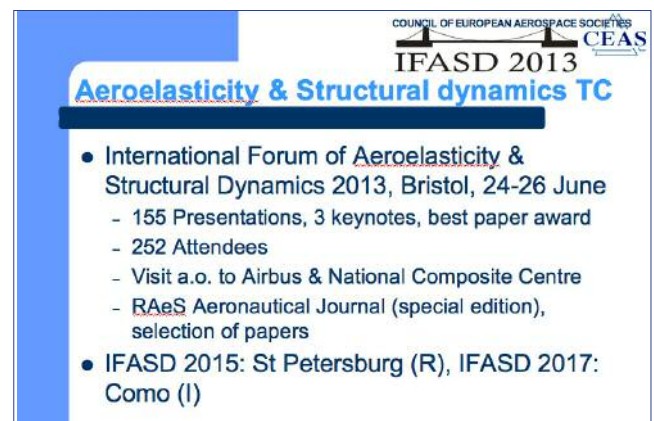 COUNCIL OF EUROPEAN AEROSPACE SOCIETIES
CEAS
IFASD 2013
Aeroelasticity & Structural dynamics TC
● International Forum of Aeroelasticity &
Structural Dynamics 2013, Bristol, 24-26 June
- 155 Presentations, 3 keynotes, best paper award
- 252 Attendees
- Visit a.o. to Airbus & National Composite Centre
- RAeS Aeronautical Journal (special edition),
selection of papers
● IFASD 2015: St Petersburg (R), IFASD 2017:
Como (I)